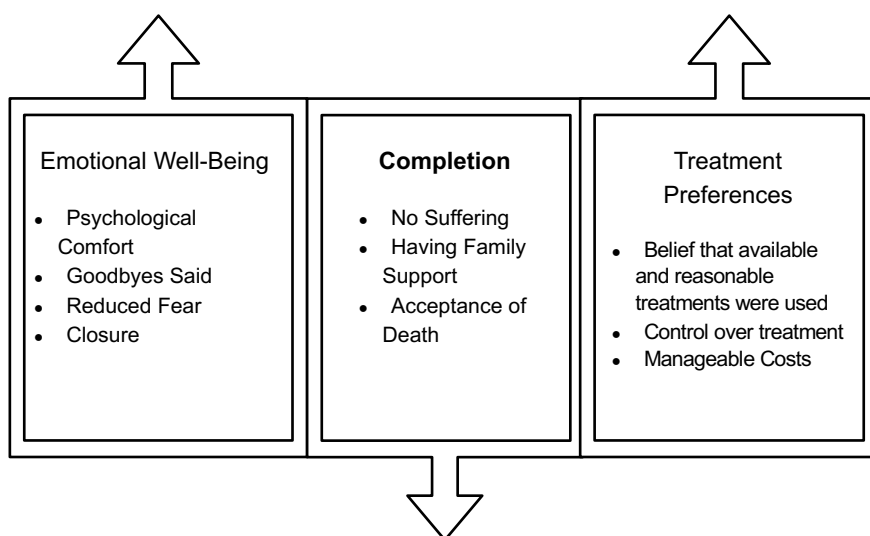 Emotional Well-Being
• Psychological
Comfort
• Goodbyes Said
• Reduced Fear
• Closure
Completion
• No Suffering
• Having Family
Support
• Acceptance of
Death
Treatment
Preferences
• Belief that available
and reasonable
treatments were used
• Control over treatment
• Manageable Costs